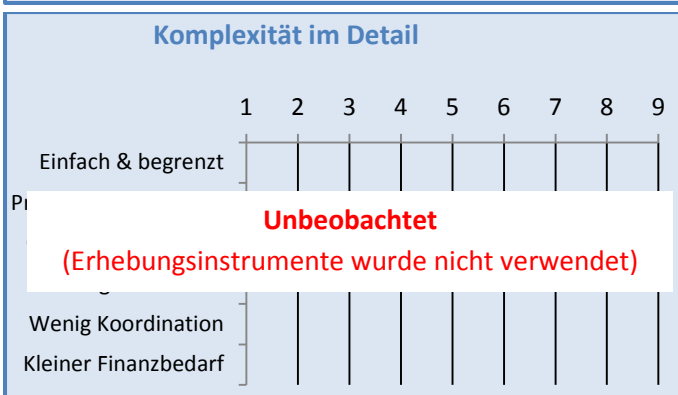 Komplexität im Detail
1 2 3 4 5 6 7 8 9
Einfach & begrenzt
Unbeobachtet
(Erhebungsinstrumente wurde nicht verwendet)
Wenig Koordination
Kleiner Finanzbedarf